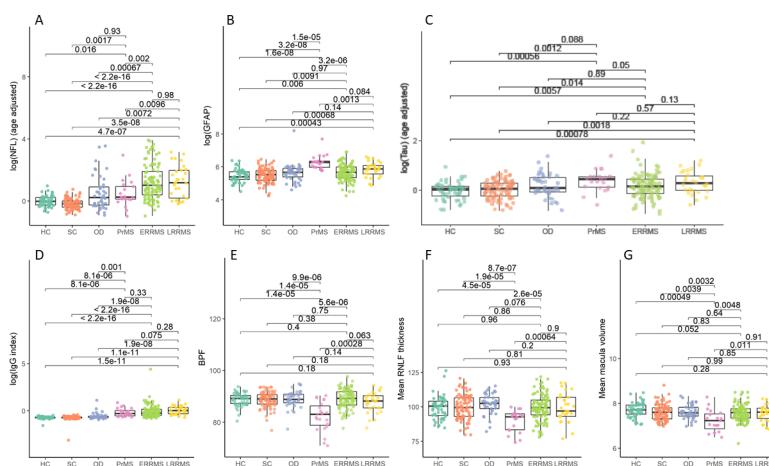 A
0.93
0.0017
0.016
0.002
0.00067
< 2.2e-16
< 2.2e-16
0.98
0.0096
0.0072
3.5e-08
4.7e-07
log(NFL) (age adjusted)
8
4
0
HC SC OD PrMS ERRMS LRRMS
B
1.5e-05
3.2e-08
1.6e-08
3.2e-06
0.97
0.0091
0.006
0.084
0.0013
0.14
0.00068
0.00043
log(GFAP)
8
6
4
HC SC OD PrMS ERRMS LRRMS
C
0.088
0.0012
0.00056
0.05
0.89
0.014
0.0057
0.13
0.57
0.22
0.0018
0.00078
log(Tau) (age adjusted)
2
0
HC SC OD PrMS ERRMS LRRMS
D
0.001
8.1e-06
8.1e-06
0.33
1.9e-08
< 2.2e-16
< 2.2e-16
0.28
0.075
1.9e-08
1.1e-11
1.5e-11
log(IgG index)
5
0
HC SC OD PrMS ERRMS LRRMS
E
9.9e-06
1.4e-05
1.4e-05
5.6e-06
0.75
0.38
0.4
0.063
0.00028
0.14
0.18
0.18
BPF
120
100
80
HC SC OD PrMS ERRMS LRRMS
F
8.7e-07
1.9e-05
4.5e-05
2.6e-05
0.076
0.86
0.96
0.9
0.00064
0.2
0.81
0.93
Mean RNLF thickness
175
150
125
100
75
HC SC OD PrMS ERRMS LRRMS
G
0.0032
0.0039
0.00049
0.0048
0.64
0.83
0.052
0.91
0.011
0.85
0.99
0.28
Mean macula volume
10
8
6
HC SC OD PrMS ERRMS LRRMS